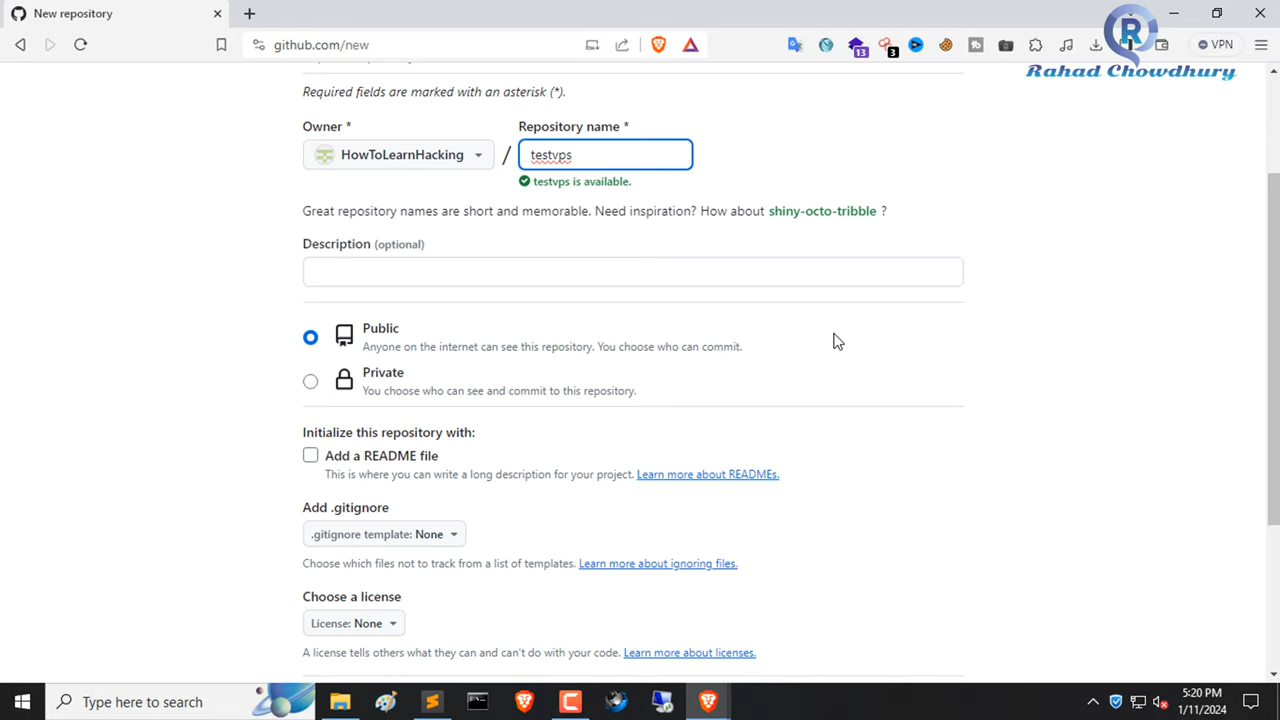 New repository
github.com/new
13
3
VPN
R
Rahad Chowdhury
Required fields are marked with an asterisk (*).
Owner *
Repository name *
HowToLearnHacking
/
testvps
testvps is available.
Great repository names are short and memorable. Need inspiration? How about shiny-octo-tribble ?
Description (optional)
Public
Anyone on the internet can see this repository. You choose who can commit.
Private
You choose who can see and commit to this repository.
Initialize this repository with:
Add a README file
This is where you can write a long description for your project. Learn more about READMEs.
Add .gitignore
.gitignore template: None
Choose which files not to track from a list of templates. Learn more about ignoring files.
Choose a license
License: None
A license tells others what they can and can't do with your code. Learn more about licenses.
Type here to search
5:20 PM
1/11/2024